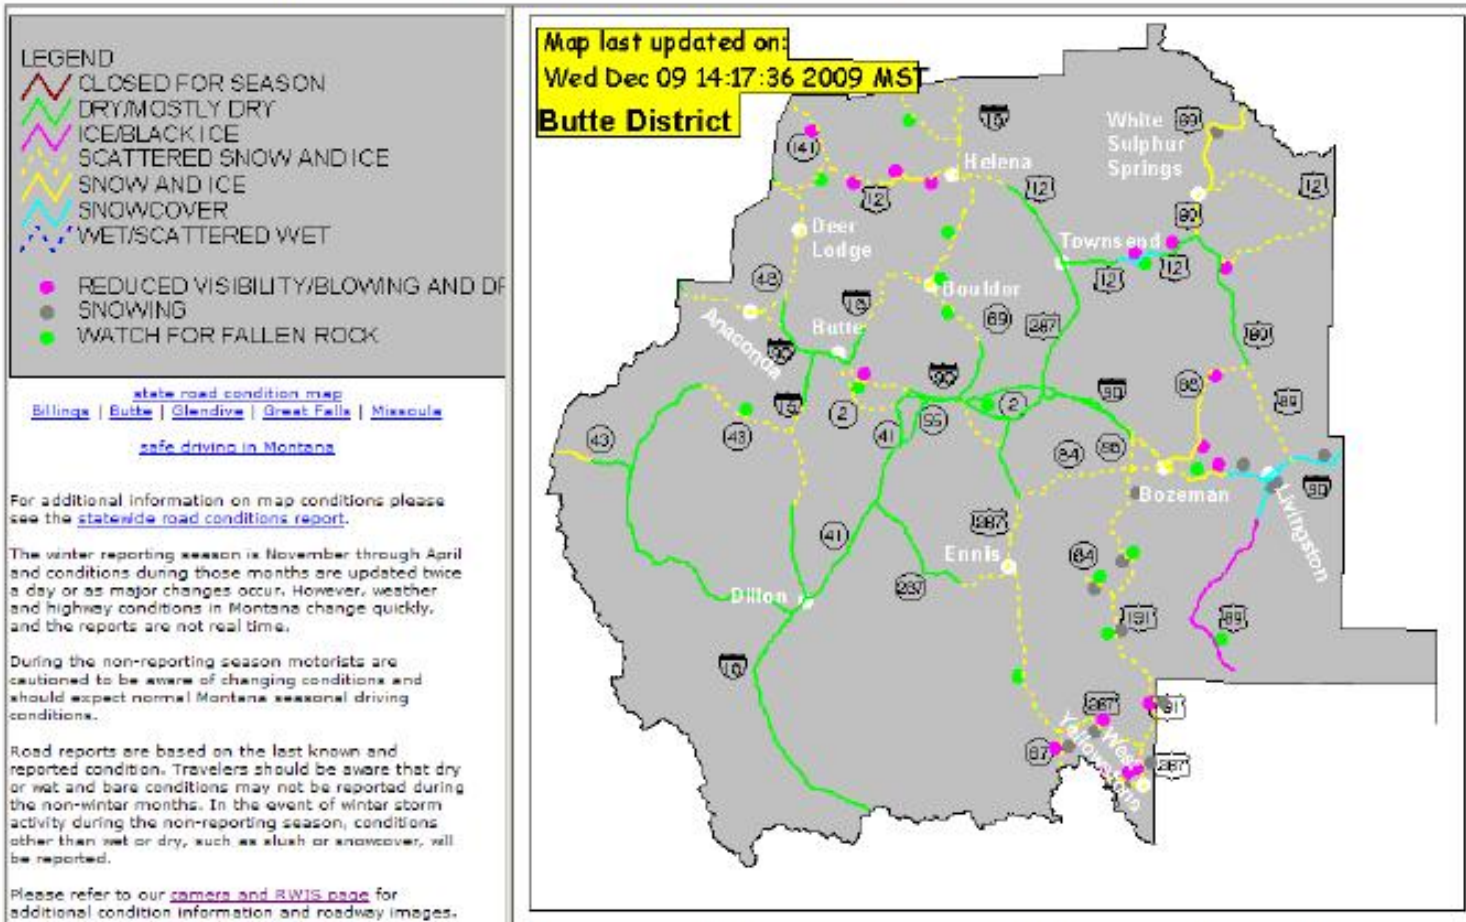 LEGEND
CLOSED FOR SEASON
DRY/MOSTLY DRY
ICE/BLACK ICE
SCATTERED SNOW AND ICE
SNOW AND ICE
SNOWCOVER
WET/SCATTERED WET
REDUCED VISIBILITY/BLOWING AND DR
SNOWING
WATCH FOR FALLEN ROCK
state road condition map
Billings | Butte | Glendive | Great Falls | Missoula
safe driving in Montana
For additional information on map conditions please
see the statewide road conditions report.
The winter reporting season is November through April
and conditions during those months are updated twice
a day or as major changes occur. However, weather
and highway conditions in Montana change quickly,
and the reports are not real time.
During the non-reporting season motorists are
cautioned to be aware of changing conditions and
should expect normal Montana seasonal driving
conditions.
Road reports are based on the last known and
reported condition. Travelers should be aware that dry
or wet and bare conditions may not be reported during
the non-winter months. In the event of winter storm
activity during the non-reporting season, conditions
other than wet or dry, such as slush or snowcover, will
be reported.
Please refer to our camera and RWIS page for
additional condition information and roadway images.
Map last updated on:
Wed Dec 09 14:17:36 2009 MST
Butte District
15
White
Sulphur
Springs
89
141
Helena
12
12
12
89
Deer
Lodge
Townsend
12
12
48
15
Boulder
69
287
89
Anaconda
Butte
90
90
90
86
89
15
2
55
2
41
43
43
84
Bozeman
90
Livingston
287
41
Ennis
84
287
Dillon
191
89
15
287
191
West
Yellowstone
87
287